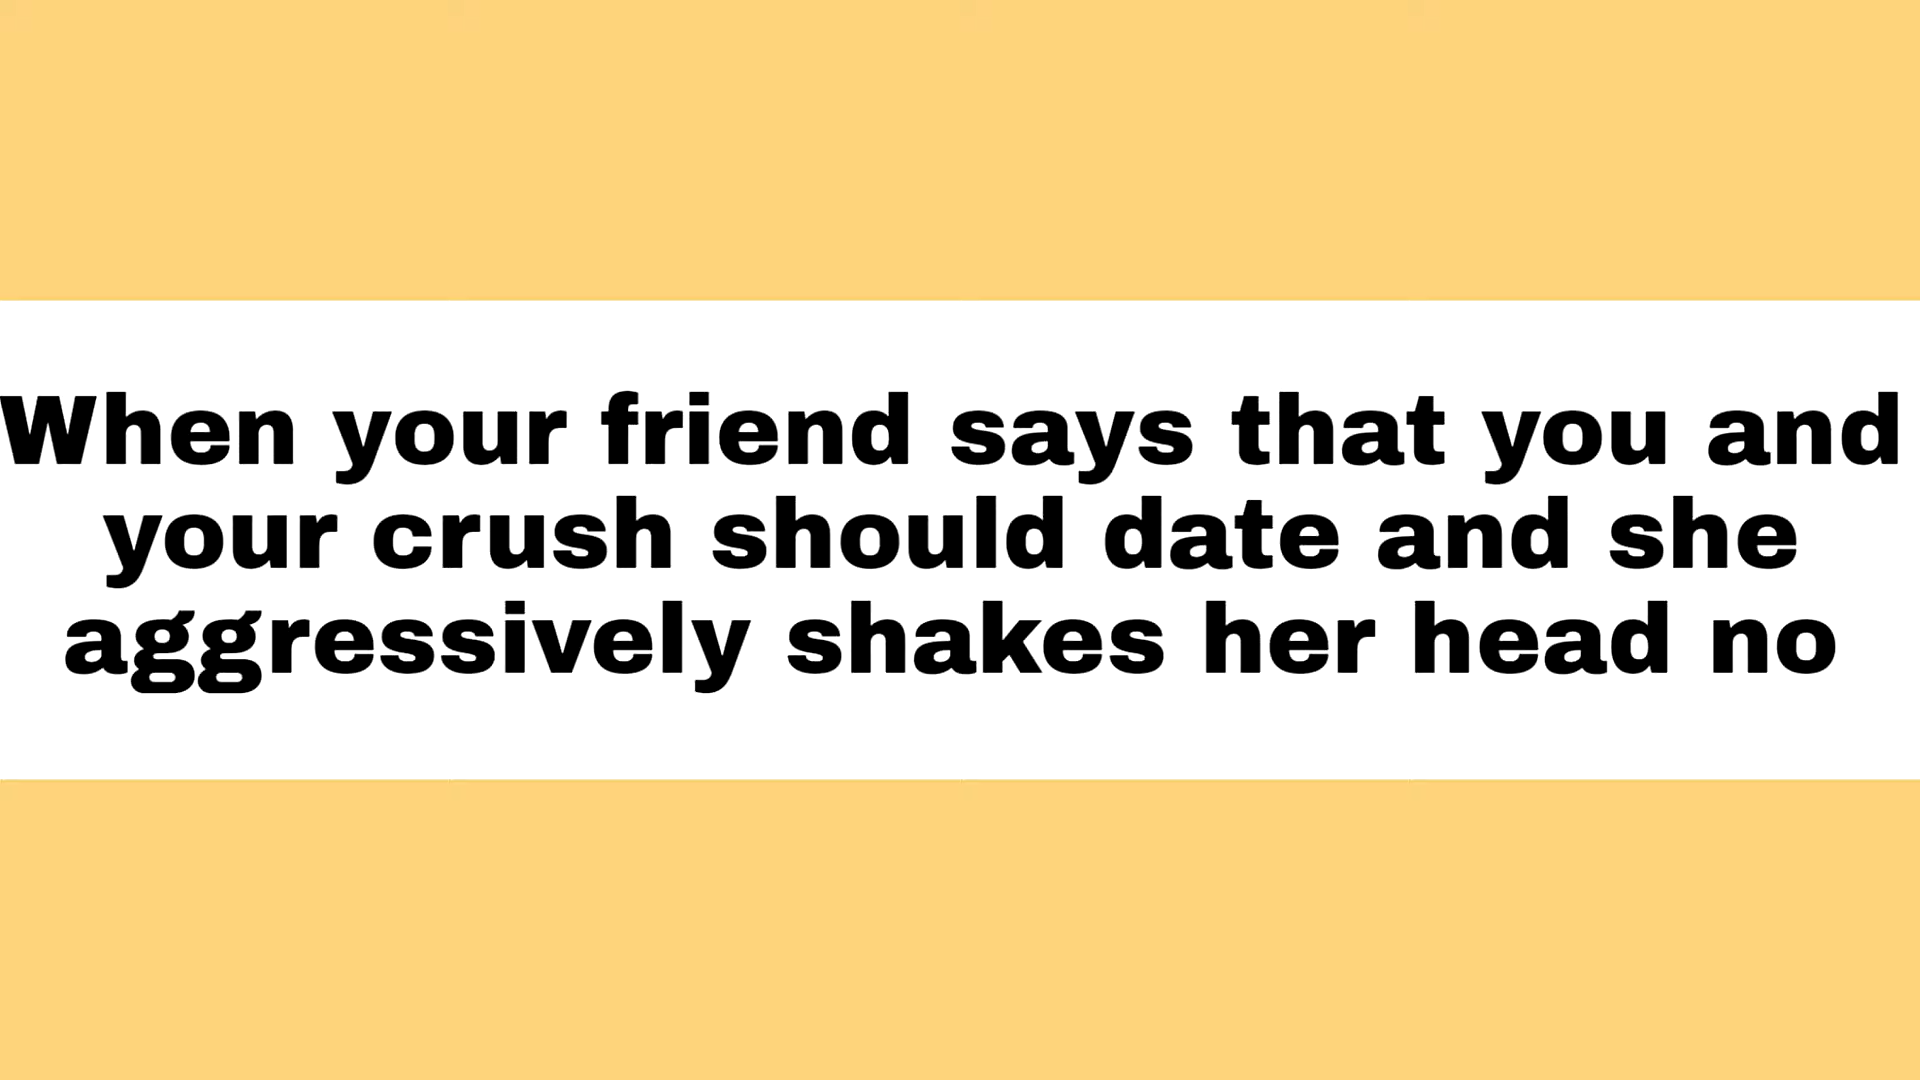 When your friend says that you and
your crush should date and she
aggressively shakes her head no